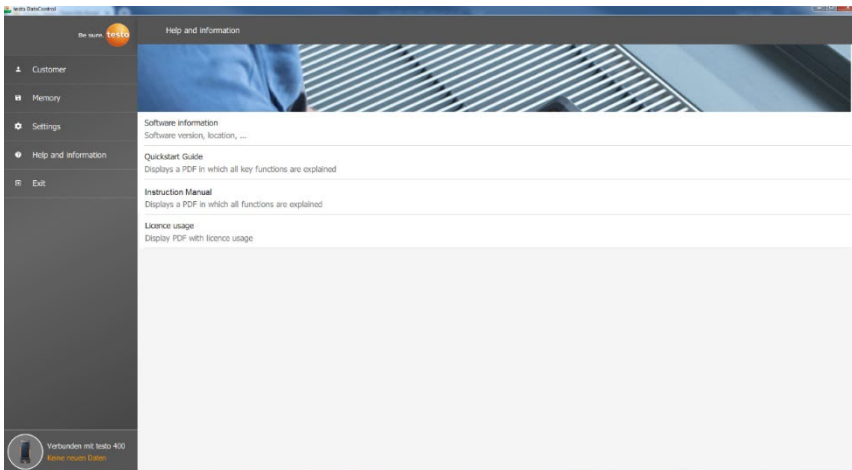 testo DataControl
Be sure. testo
Help and information
Customer
Memory
Settings
Help and information
Exit
Software information
Software version, location, ...
Quickstart Guide
Displays a PDF in which all key functions are explained
Instruction Manual
Displays a PDF in which all functions are explained
Licence usage
Display PDF with licence usage
Verbunden mit testo 400
Keine neuen Daten